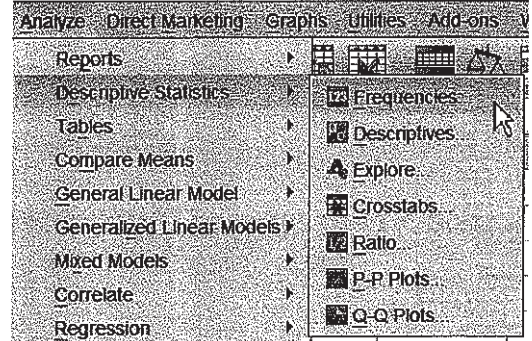 Analyze Direct Marketing Graphs Utilities Add-ons
Reports
Descriptive Statistics
Tables
Compare Means
General Linear Model
Generalized Linear Models
Mixed Models
Correlate
Regression
Frequencies...
Descriptives...
Explore...
Crosstabs...
Ratio...
P-P Plots...
Q-Q Plots...